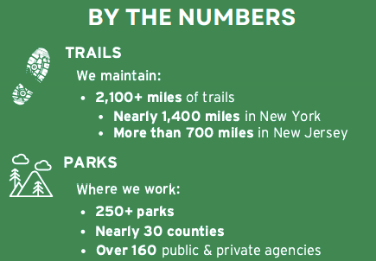 BY THE NUMBERS
TRAILS
We maintain:
• 2,100+ miles of trails
• Nearly 1,400 miles in New York
• More than 700 miles in New Jersey
PARKS
Where we work:
• 250+ parks
• Nearly 30 counties
• Over 160 public & private agencies